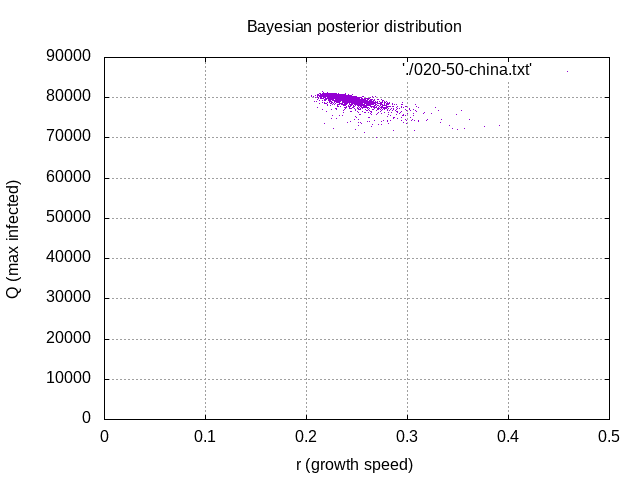 Bayesian posterior distribution
90000
'./020-50-china.txt'
80000
70000
60000
50000
40000
30000
20000
10000
0
Q (max infected)
0 0.1 0.2 0.3 0.4 0.5
r (growth speed)